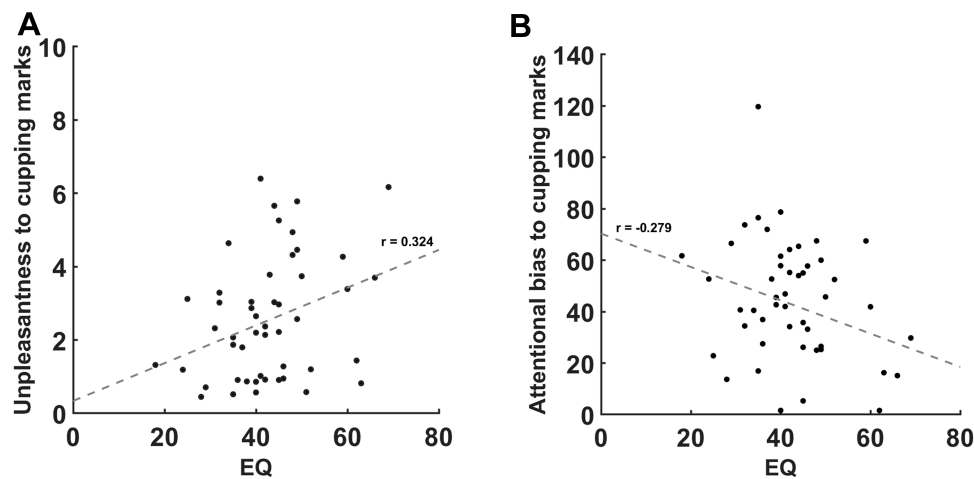 A
Unpleasantness to cupping marks
10
8
6
4
2
0
r = 0.324
0 20 40 60 80
EQ
B
Attentional bias to cupping marks
140
120
100
80
60
40
20
0
r = -0.279
0 20 40 60 80
EQ